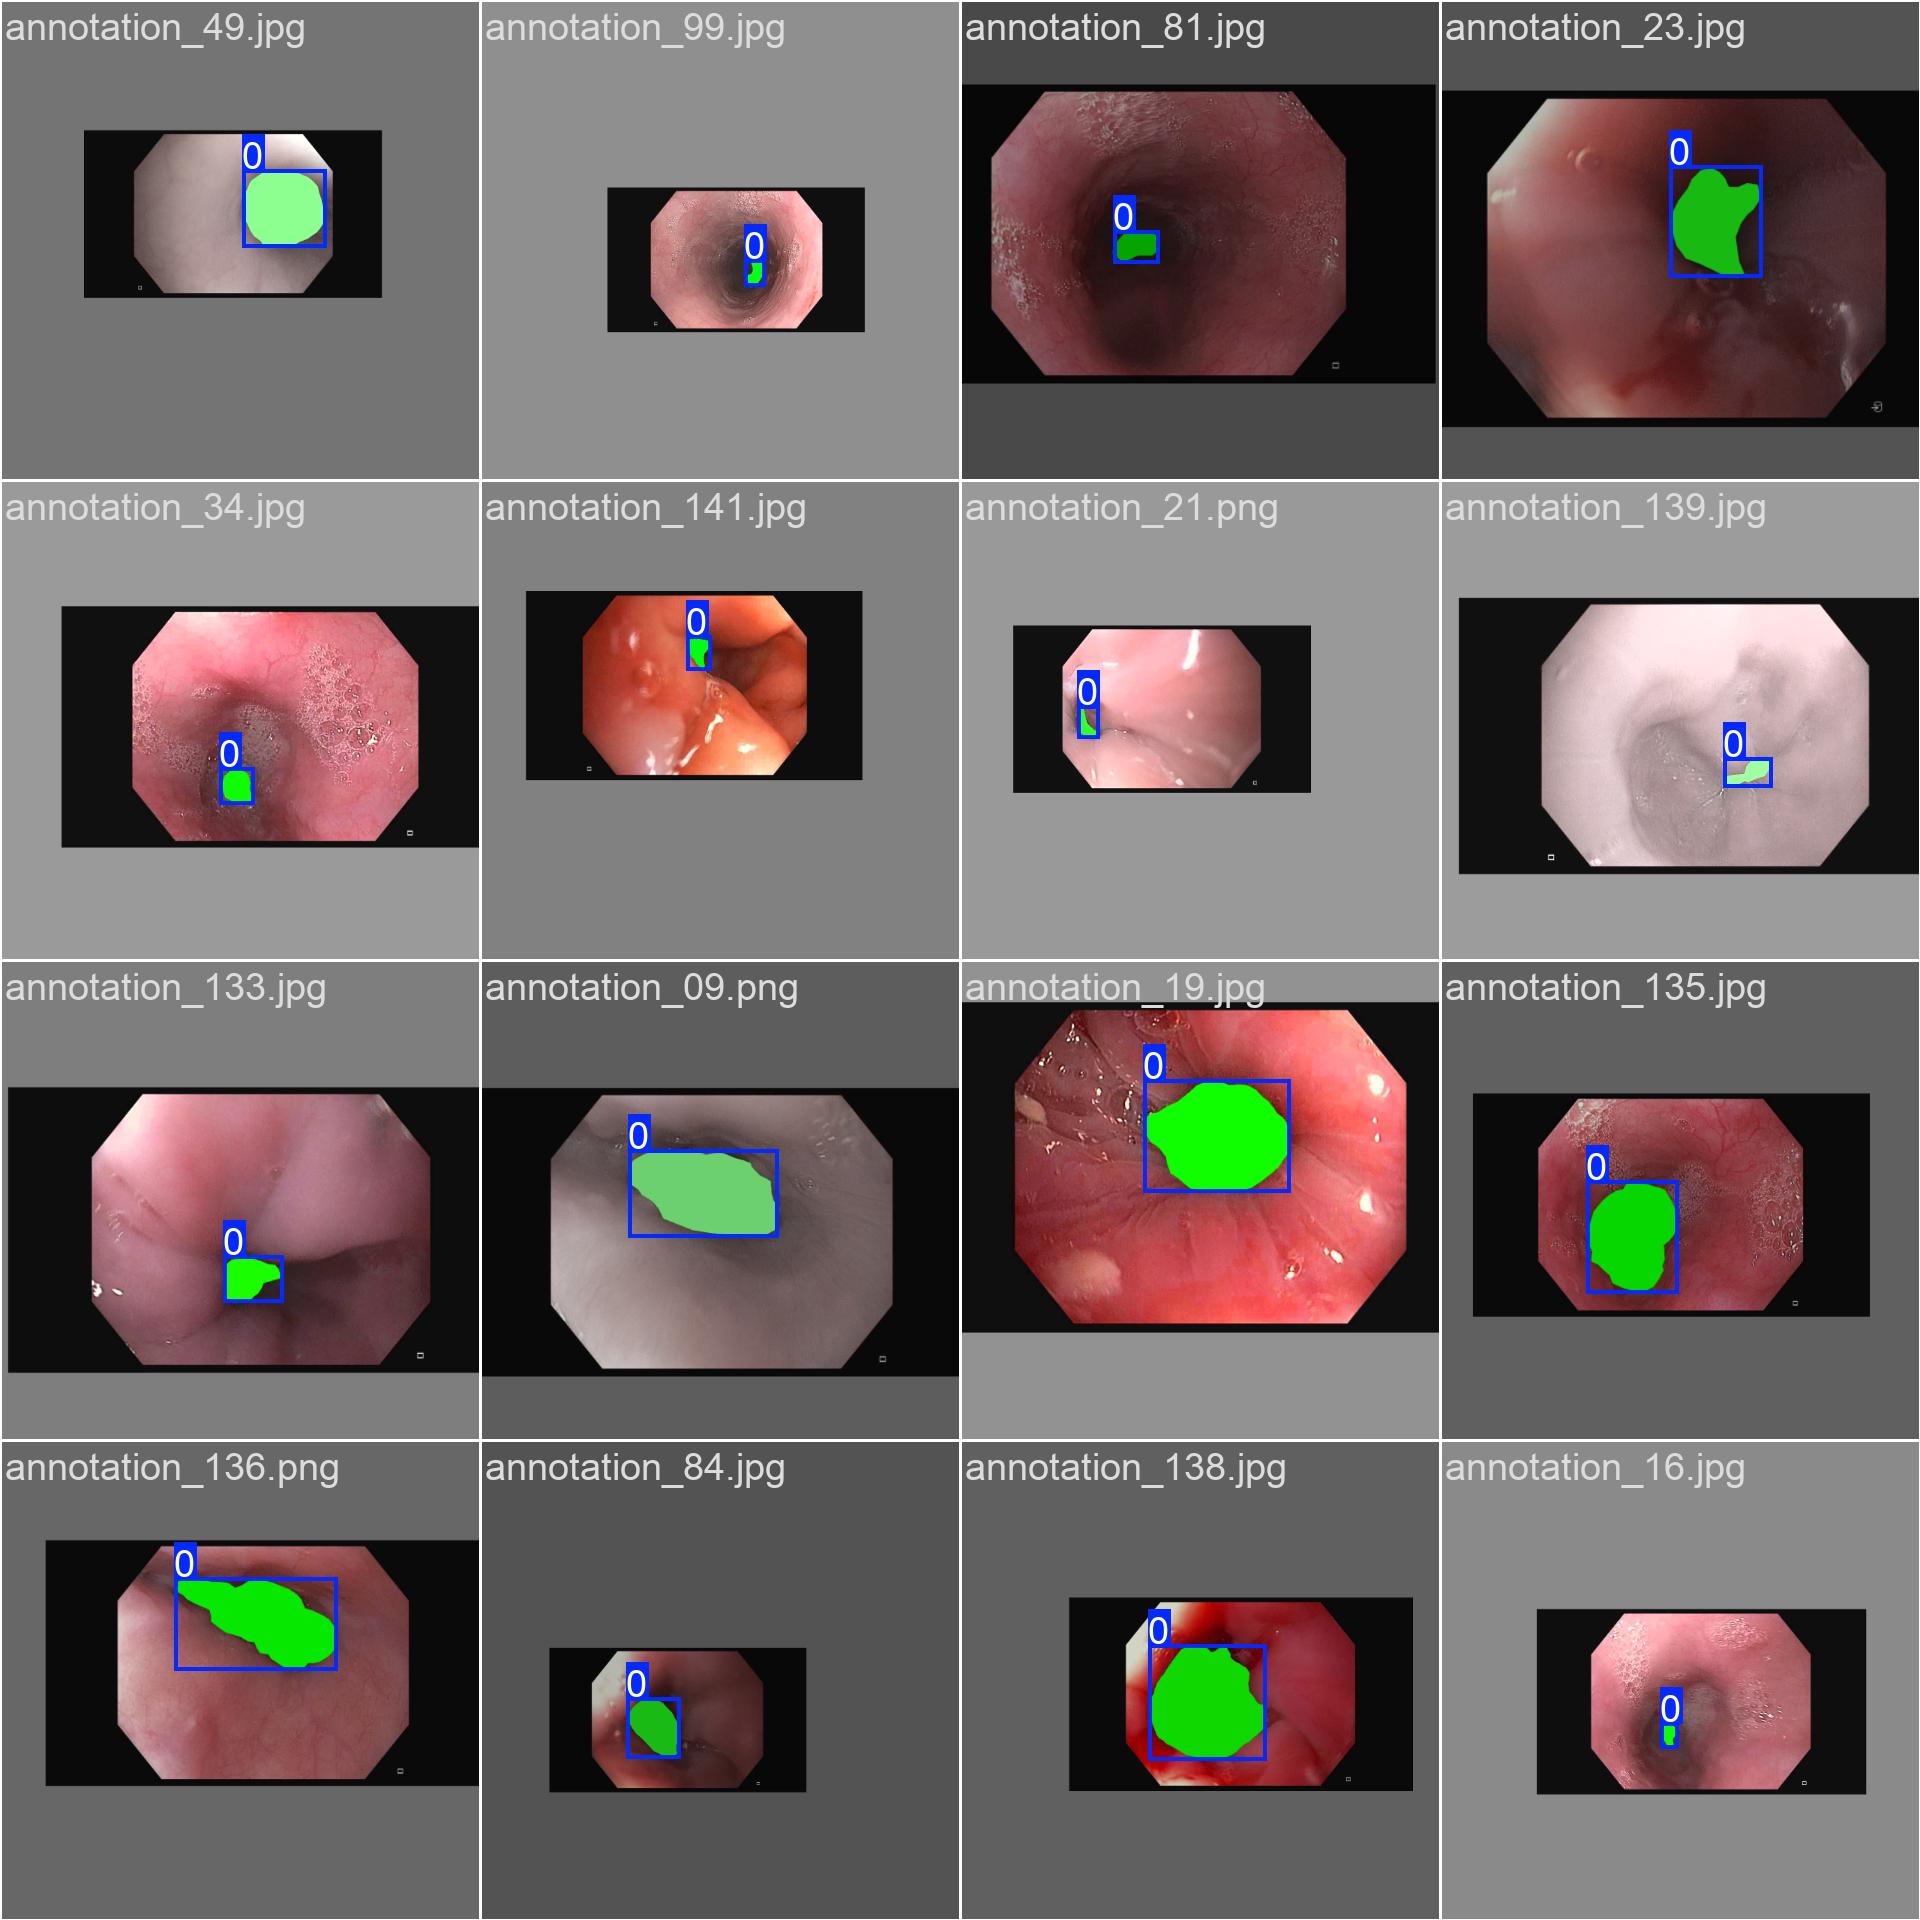 annotation_49.jpg
0
annotation_99.jpg
0
annotation_81.jpg
0
annotation_23.jpg
0
annotation_34.jpg
0
annotation_141.jpg
0
annotation_21.png
0
annotation_139.jpg
0
annotation_133.jpg
0
annotation_09.png
0
annotation_19.jpg
0
annotation_135.jpg
0
annotation_136.png
0
annotation_84.jpg
0
annotation_138.jpg
0
annotation_16.jpg
0